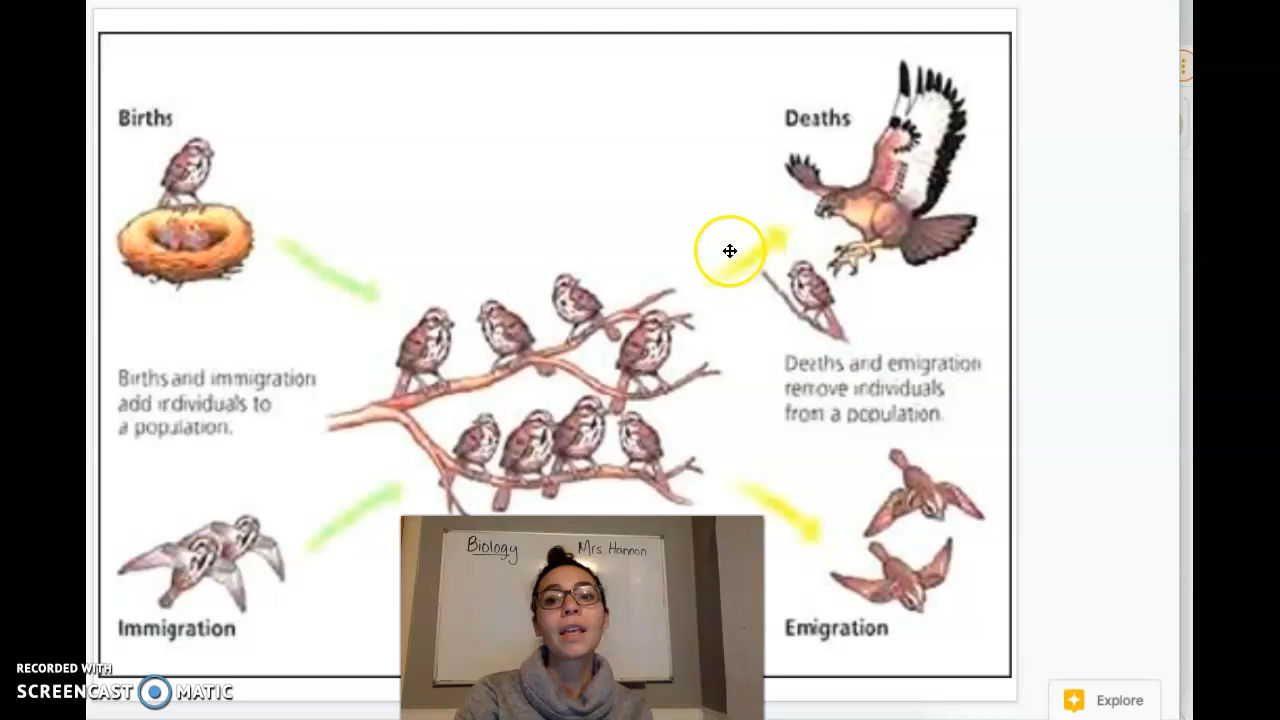 Births
Deaths
Births and immigration
add individuals to
a population.
Deaths and emigration
remove individuals
from a population.
Immigration
Emigration
Biology
Mrs. Hannon
RECORDED WITH
SCREENCAST MATIC
Explore